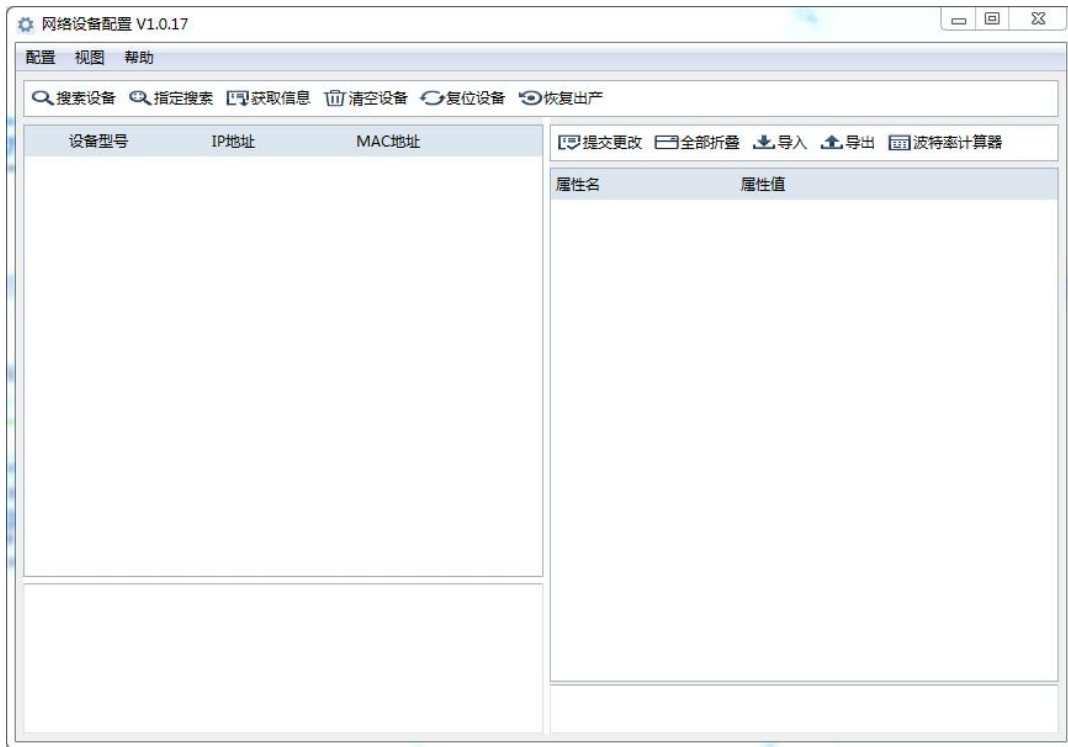 网络设备配置 V1.0.17
配置 视图 帮助
搜索设备 指定搜索 获取信息 清空设备 复位设备 恢复出产
设备型号 IP地址 MAC地址
提交更改 全部折叠 导入 导出 波特率计算器
属性名 属性值